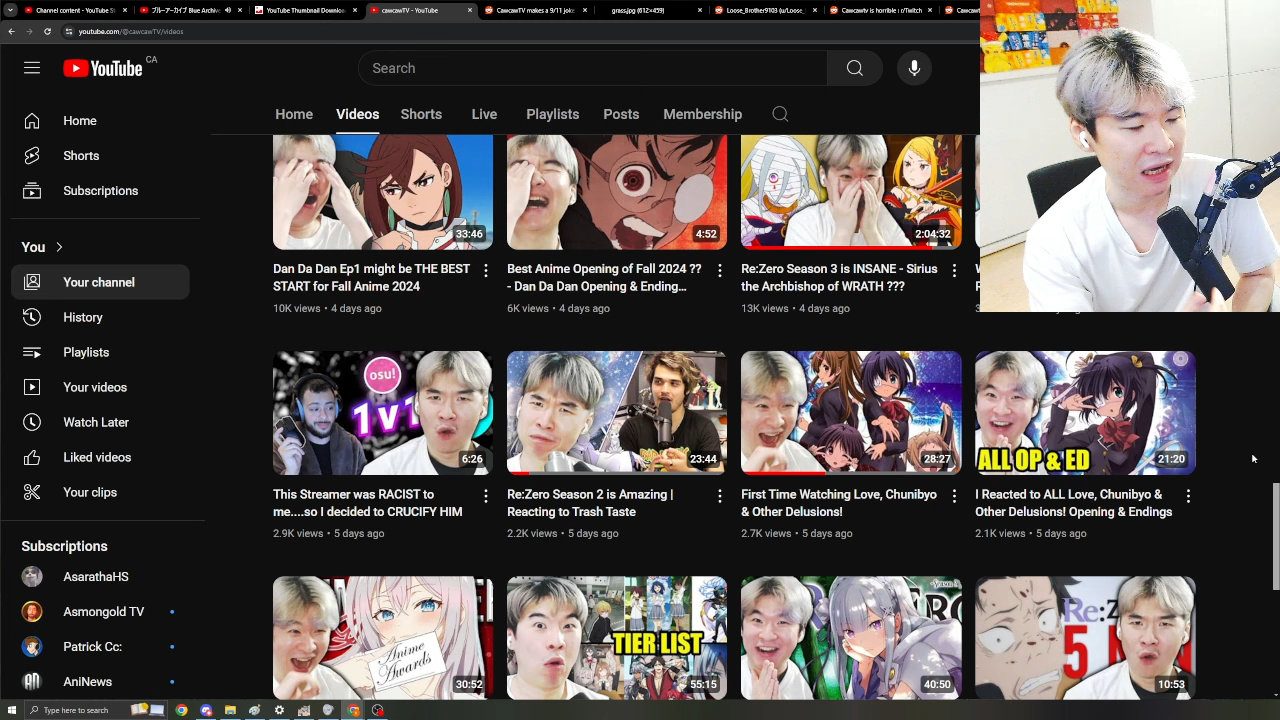 Channel content - YouTube St
ブルーアーカイブ Blue Archive
YouTube Thumbnail Downloa
cawcawTV - YouTube
CawcawTV makes a 9/11 joke
grass.jpg (612×459)
Loose_Brother9103 (u/Loose_
Cawcawtv is horrible : r/Twitch
Cawcawtv
youtube.com/@cawcawTV/videos
YouTube CA
Search
Home
Videos
Shorts
Live
Playlists
Posts
Membership
Home
Shorts
Subscriptions
You
Your channel
History
Playlists
Your videos
Watch Later
Liked videos
Your clips
Subscriptions
AsarathaHS
Asmongold TV
Patrick Cc:
AniNews
33:46
4:52
2:04:32
Dan Da Dan Ep1 might be THE BEST
START for Fall Anime 2024
10K views • 4 days ago
Best Anime Opening of Fall 2024 ??
- Dan Da Dan Opening & Ending...
6K views • 4 days ago
Re:Zero Season 3 is INSANE - Sirius
the Archbishop of WRATH ???
13K views • 4 days ago
osu!
1v1
6:26
23:44
28:27
ALL OP & ED
21:20
This Streamer was RACIST to
me....so I decided to CRUCIFY HIM
2.9K views • 5 days ago
Re:Zero Season 2 is Amazing |
Reacting to Trash Taste
2.2K views • 5 days ago
First Time Watching Love, Chunibyo
& Other Delusions!
2.7K views • 5 days ago
I Reacted to ALL Love, Chunibyo &
Other Delusions! Opening & Endings
2.1K views • 5 days ago
Anime
Awards
30:52
TIER LIST
55:15
40:50
Re:Z
5
10:53
Type here to search